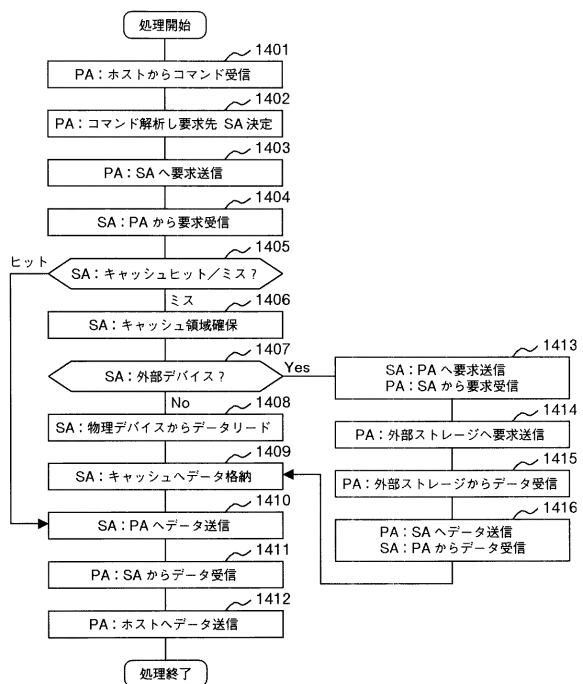 処理開始
1401
PA：ホストからコマンド受信
1402
PA：コマンド解析し要求先 SA 決定
1403
PA：SA へ要求送信
1404
SA：PA から要求受信
1405
ヒット
SA：キャッシュヒット／ミス？
ミス
1406
SA：キャッシュ領域確保
1407
SA：外部デバイス？
Yes
No
1408
SA：物理デバイスからデータリード
1409
SA：キャッシュへデータ格納
1410
SA：PA へデータ送信
1411
PA：SA からデータ受信
1412
PA：ホストへデータ送信
処理終了
1413
SA：PA へ要求送信
PA：SA から要求受信
1414
PA：外部ストレージへ要求送信
1415
PA：外部ストレージからデータ受信
1416
PA：SA へデータ送信
SA：PA からデータ受信